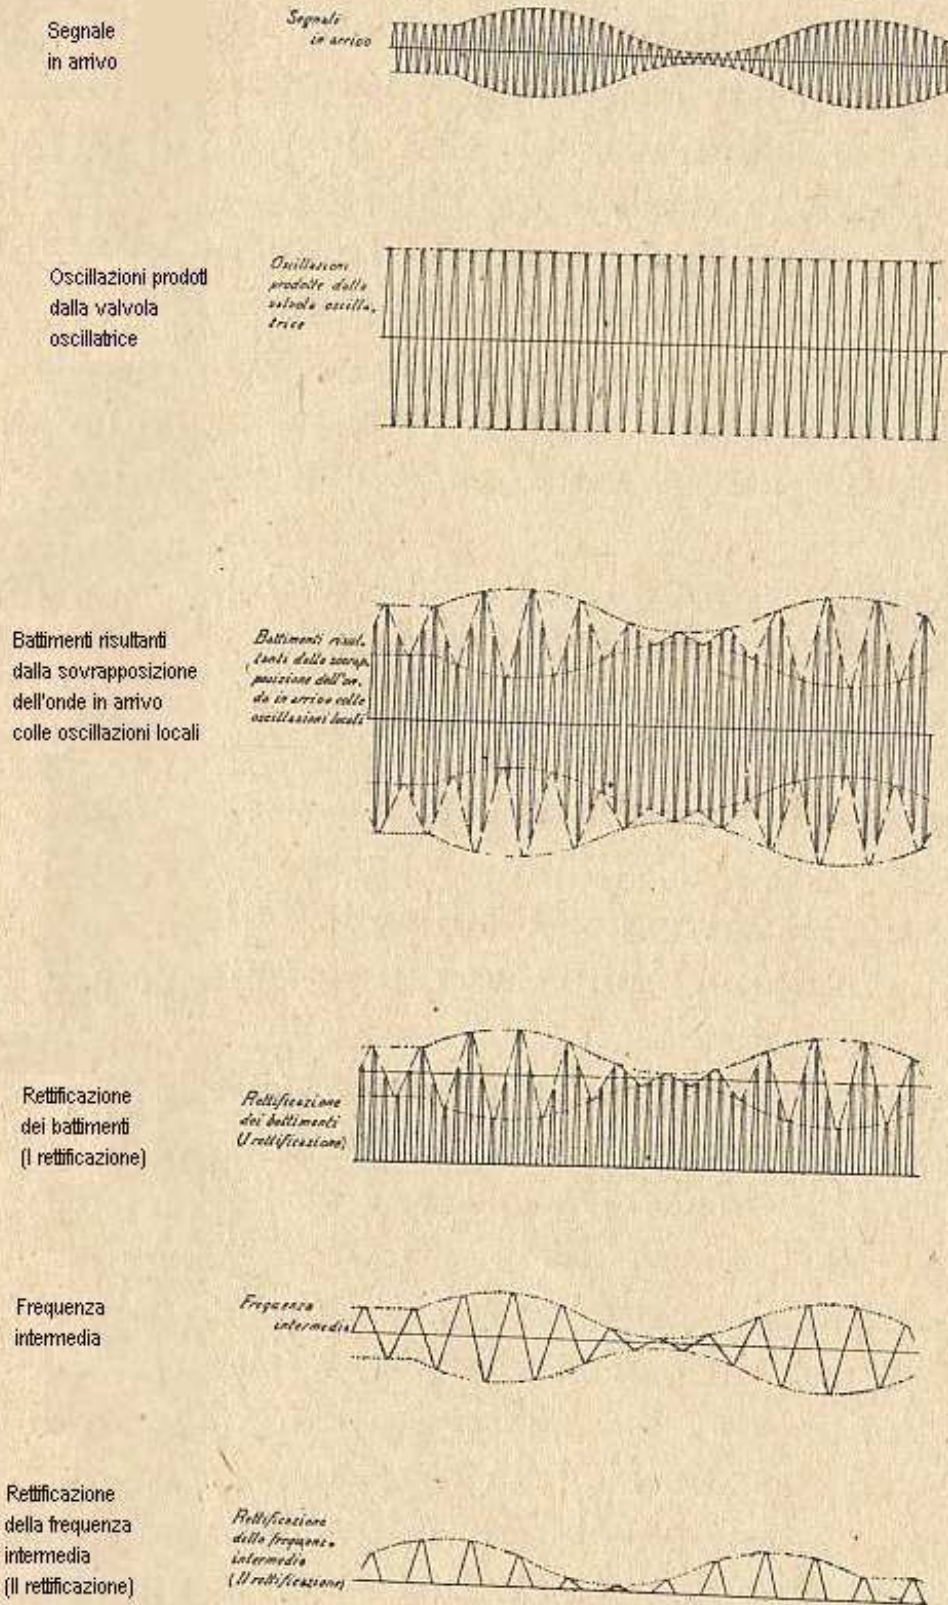 Segnale
in arrivo
Segnali
in arrivo
Oscillazioni prodott
dalla valvola
oscillatrice
Oscillazioni
prodotte dalla
valvola oscilla.
trice
Battimenti risultanti
dalla sovrapposizione
dell'onde in arrivo
colle oscillazioni locali
Battimenti risul.
tanti dalla sovrap.
posizione dell'on.
da in arrivo colle
oscillazioni locali
Rettificazione
dei battimenti
(I rettificazione)
Rettificazione
dei battimenti
(I rettificazione)
Frequenza
intermedia
Frequenza
intermedia
Rettificazione
della frequenza
intermedia
(II rettificazione)
Rettificazione
della frequenza
intermedia
(II rettificazione)